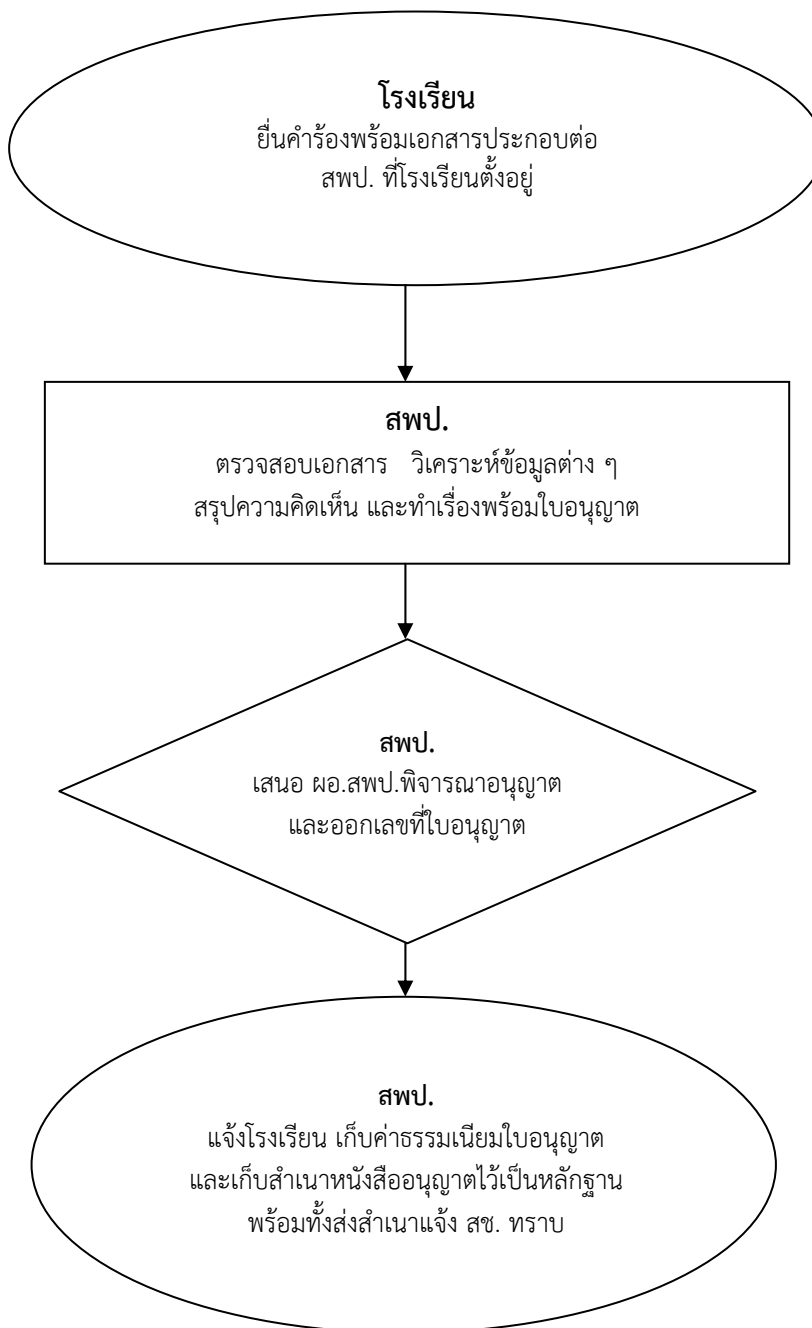 โรงเรียน
ยื่นคำร้องพร้อมเอกสารประกอบต่อ
สพป. ที่โรงเรียนตั้งอยู่
สพป.
ตรวจสอบเอกสาร วิเคราะห์ข้อมูลต่าง ๆ
สรุปความคิดเห็น และทำเรื่องพร้อมใบอนุญาต
สพป.
เสนอ ผอ.สพป.พิจารณาอนุญาต
และออกเลขที่ใบอนุญาต
สพป.
แจ้งโรงเรียน เก็บค่าธรรมเนียมใบอนุญาต
และเก็บสำเนาหนังสืออนุญาตไว้เป็นหลักฐาน
พร้อมทั้งส่งสำเนาแจ้ง สช. ทราบ